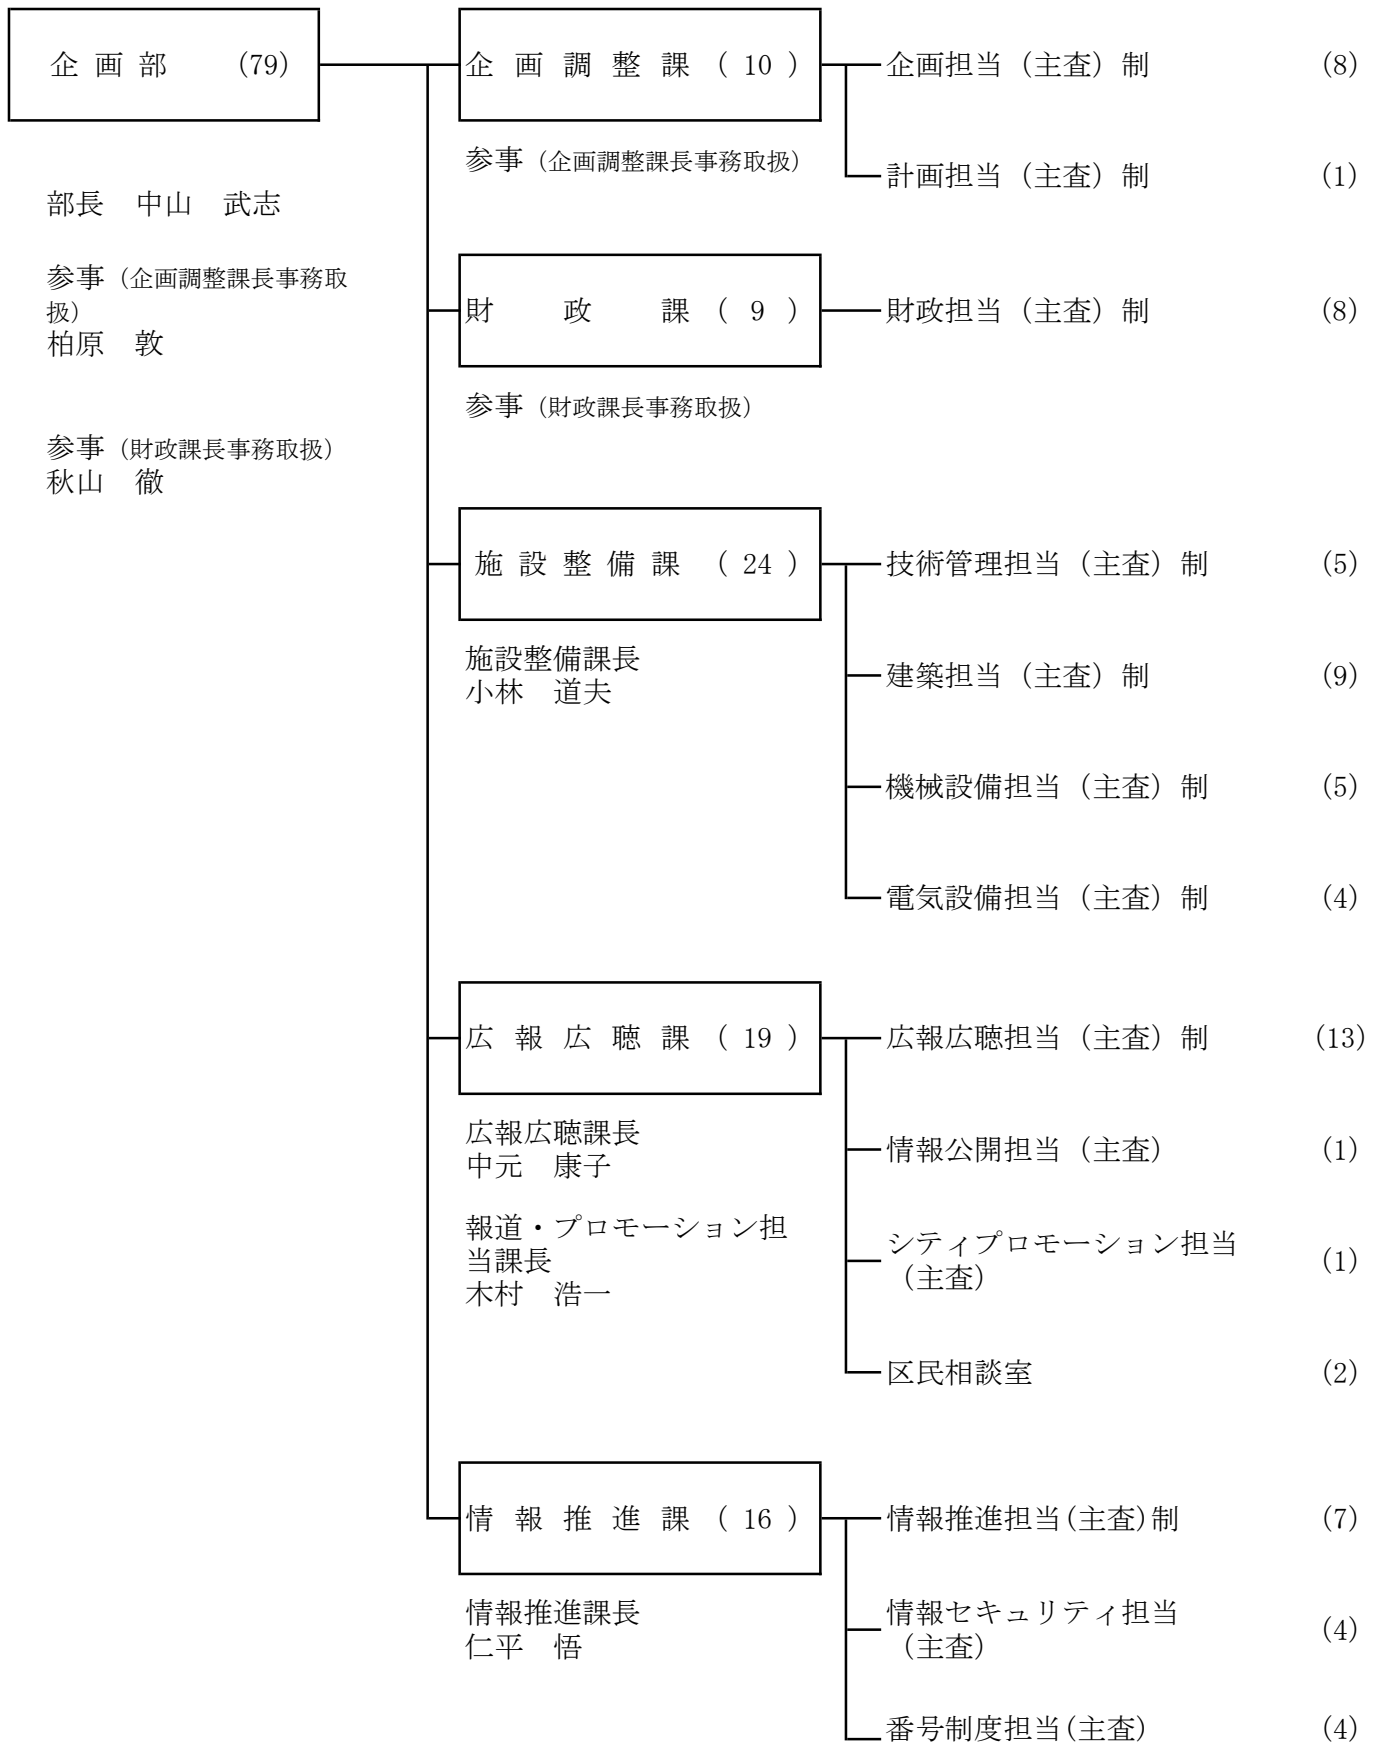 企画部 (79)
部長 中山 武志
参事（企画調整課長事務取
扱）
柏原 敦
参事（財政課長事務取扱）
秋山 徹
企画調整課(10)
参事（企画調整課長事務取扱）
企画担当（主査）制 (8)
計画担当（主査）制 (1)
財政課(9)
参事（財政課長事務取扱）
財政担当（主査）制 (8)
施設整備課(24)
施設整備課長
小林 道夫
技術管理担当（主査）制 (5)
建築担当（主査）制 (9)
機械設備担当（主査）制 (5)
電気設備担当（主査）制 (4)
広報広聴課(19)
広報広聴課長
中元 康子
報道・プロモーション担
当課長
木村 浩一
広報広聴担当（主査）制 (13)
情報公開担当（主査） (1)
シティプロモーション担当
（主査） (1)
区民相談室 (2)
情報推進課(16)
情報推進課長
仁平 悟
情報推進担当(主査)制 (7)
情報セキュリティ担当
（主査） (4)
番号制度担当(主査) (4)